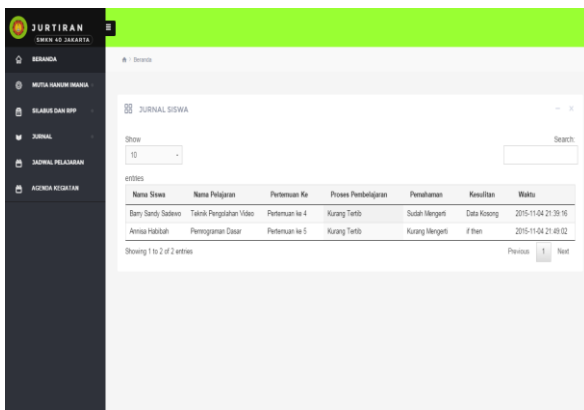 JURTIRAN
SMKN 40 JAKARTA
BERANDA
MUTIA HANUM IMANIA
SILABUS DAN RPP
JURNAL
JADWAL PELAJARAN
AGENDA KEGIATAN
/ Beranda
JURNAL SISWA
Show
10
entries
Search:
Nama Siswa Nama Pelajaran Pertemuan Ke Proses Pembelajaran Pemahaman Kesulitan Waktu
Barry Sandy Sadewo Teknik Pengolahan Video Pertemuan ke 4 Kurang Tertib Sudah Mengerti Data Kosong 2015-11-04 21:39:16
Annisa Habibah Pemrograman Dasar Pertemuan ke 5 Kurang Tertib Kurang Mengerti if then 2015-11-04 21:49:02
Showing 1 to 2 of 2 entries
Previous 1 Next